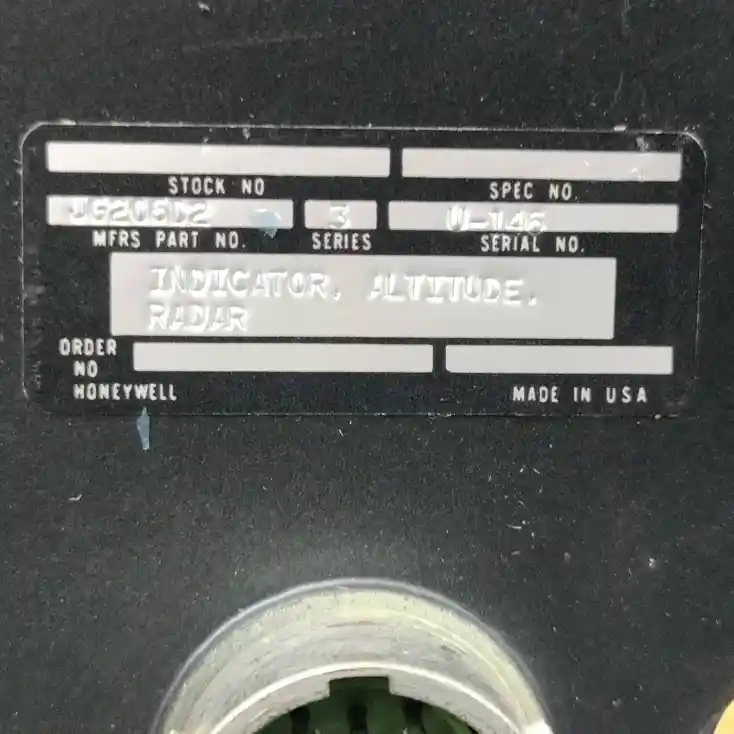 STOCK NO
SPEC NO.
JG206D2 3 U-146
MFRS PART NO. SERIES SERIAL NO.
INDICATOR, ALTITUDE,
RADAR
ORDER
NO
HONEYWELL MADE IN USA